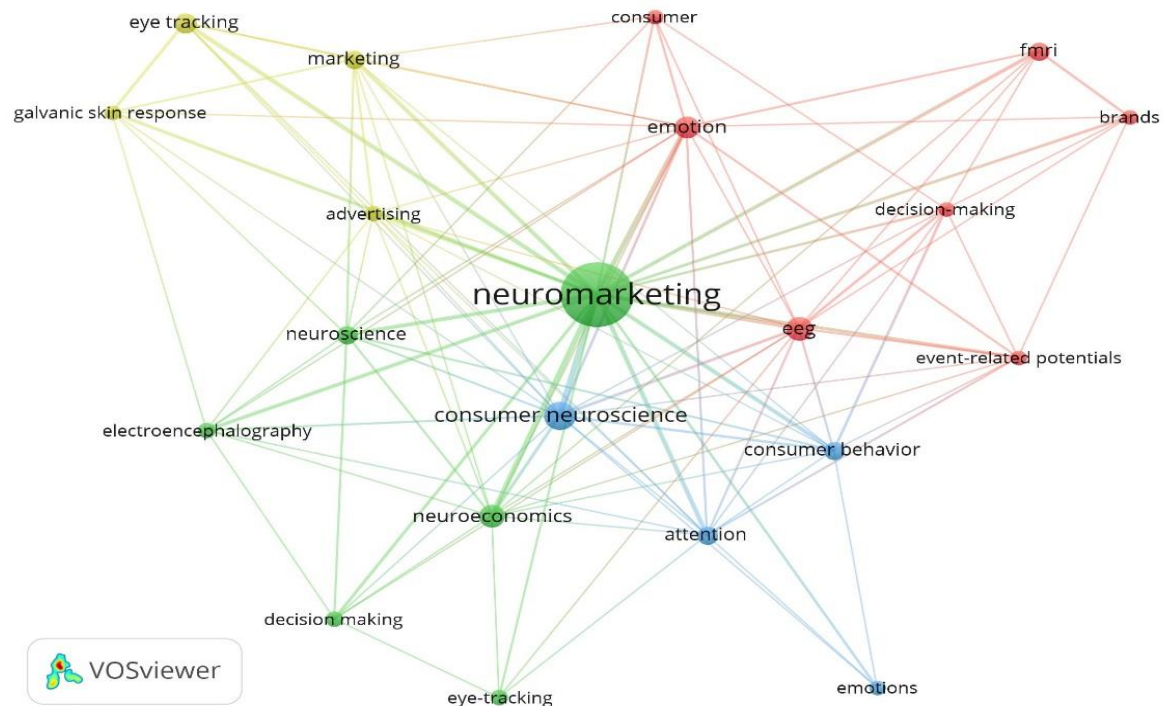 consumer
eye tracking
fmri
marketing
galvanic skin response
brands
emotion
advertising
decision-making
neuromarketing
neuroscience
eeg
event-related potentials
consumer neuroscience
electroencephalography
consumer behavior
neuroeconomics
attention
decision making
VOSviewer
emotions
eye-tracking